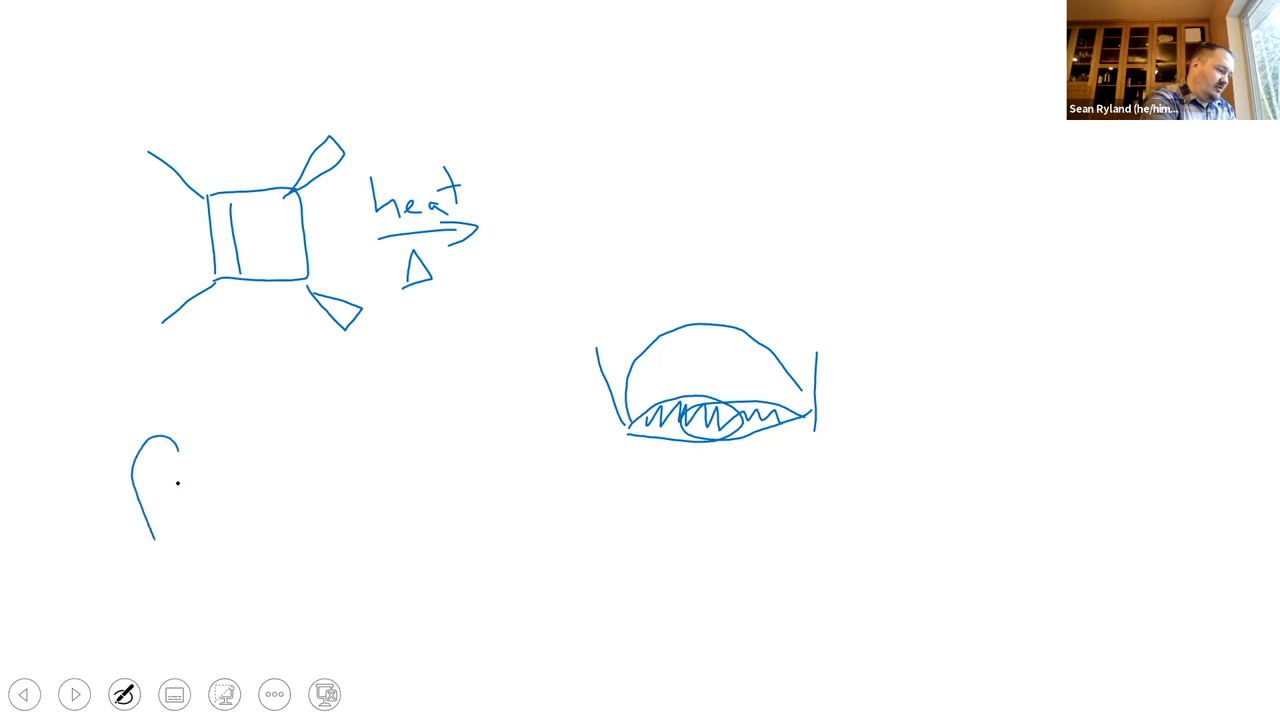 Sean Ryland (he/him...
heat
Δ